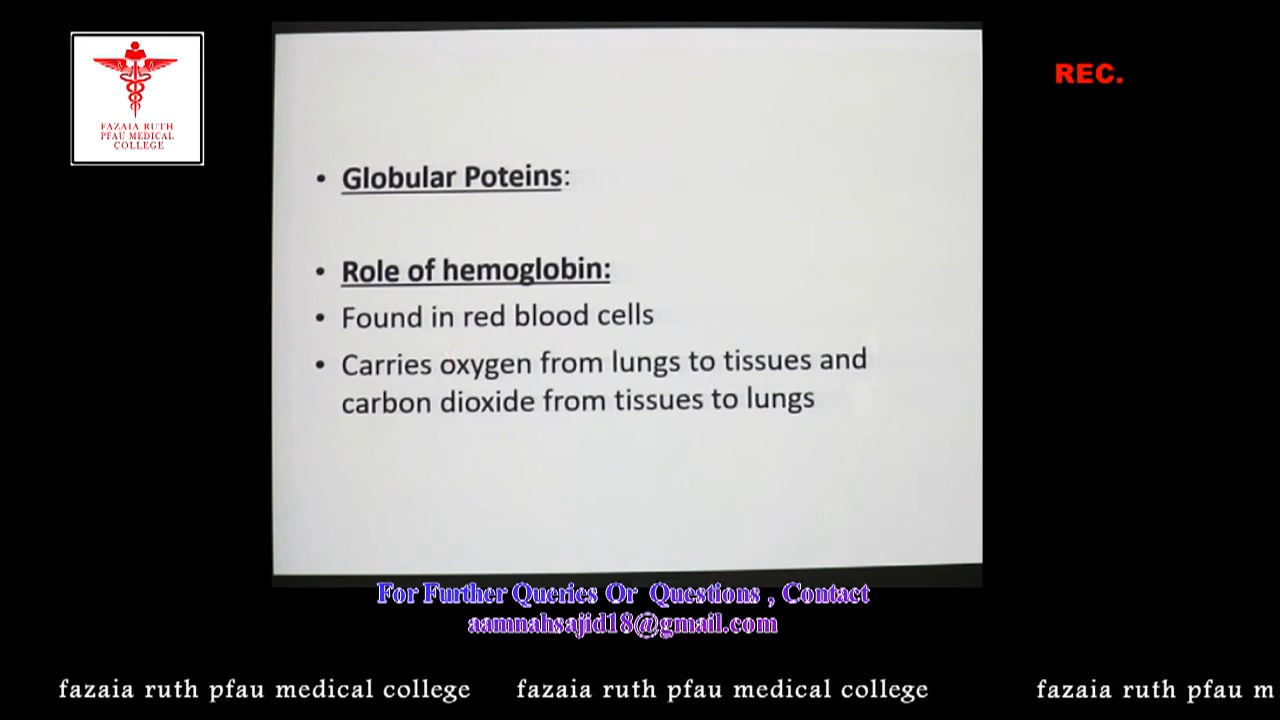 FAZAIA RUTH
PFAU MEDICAL
COLLEGE
REC.
• Globular Poteins:
• Role of hemoglobin:
• Found in red blood cells
• Carries oxygen from lungs to tissues and
carbon dioxide from tissues to lungs
For Further Queries Or Questions , Contact
aamnahsajid18@gmail.com
fazaia ruth pfau medical college fazaia ruth pfau medical college fazaia ruth pfau m